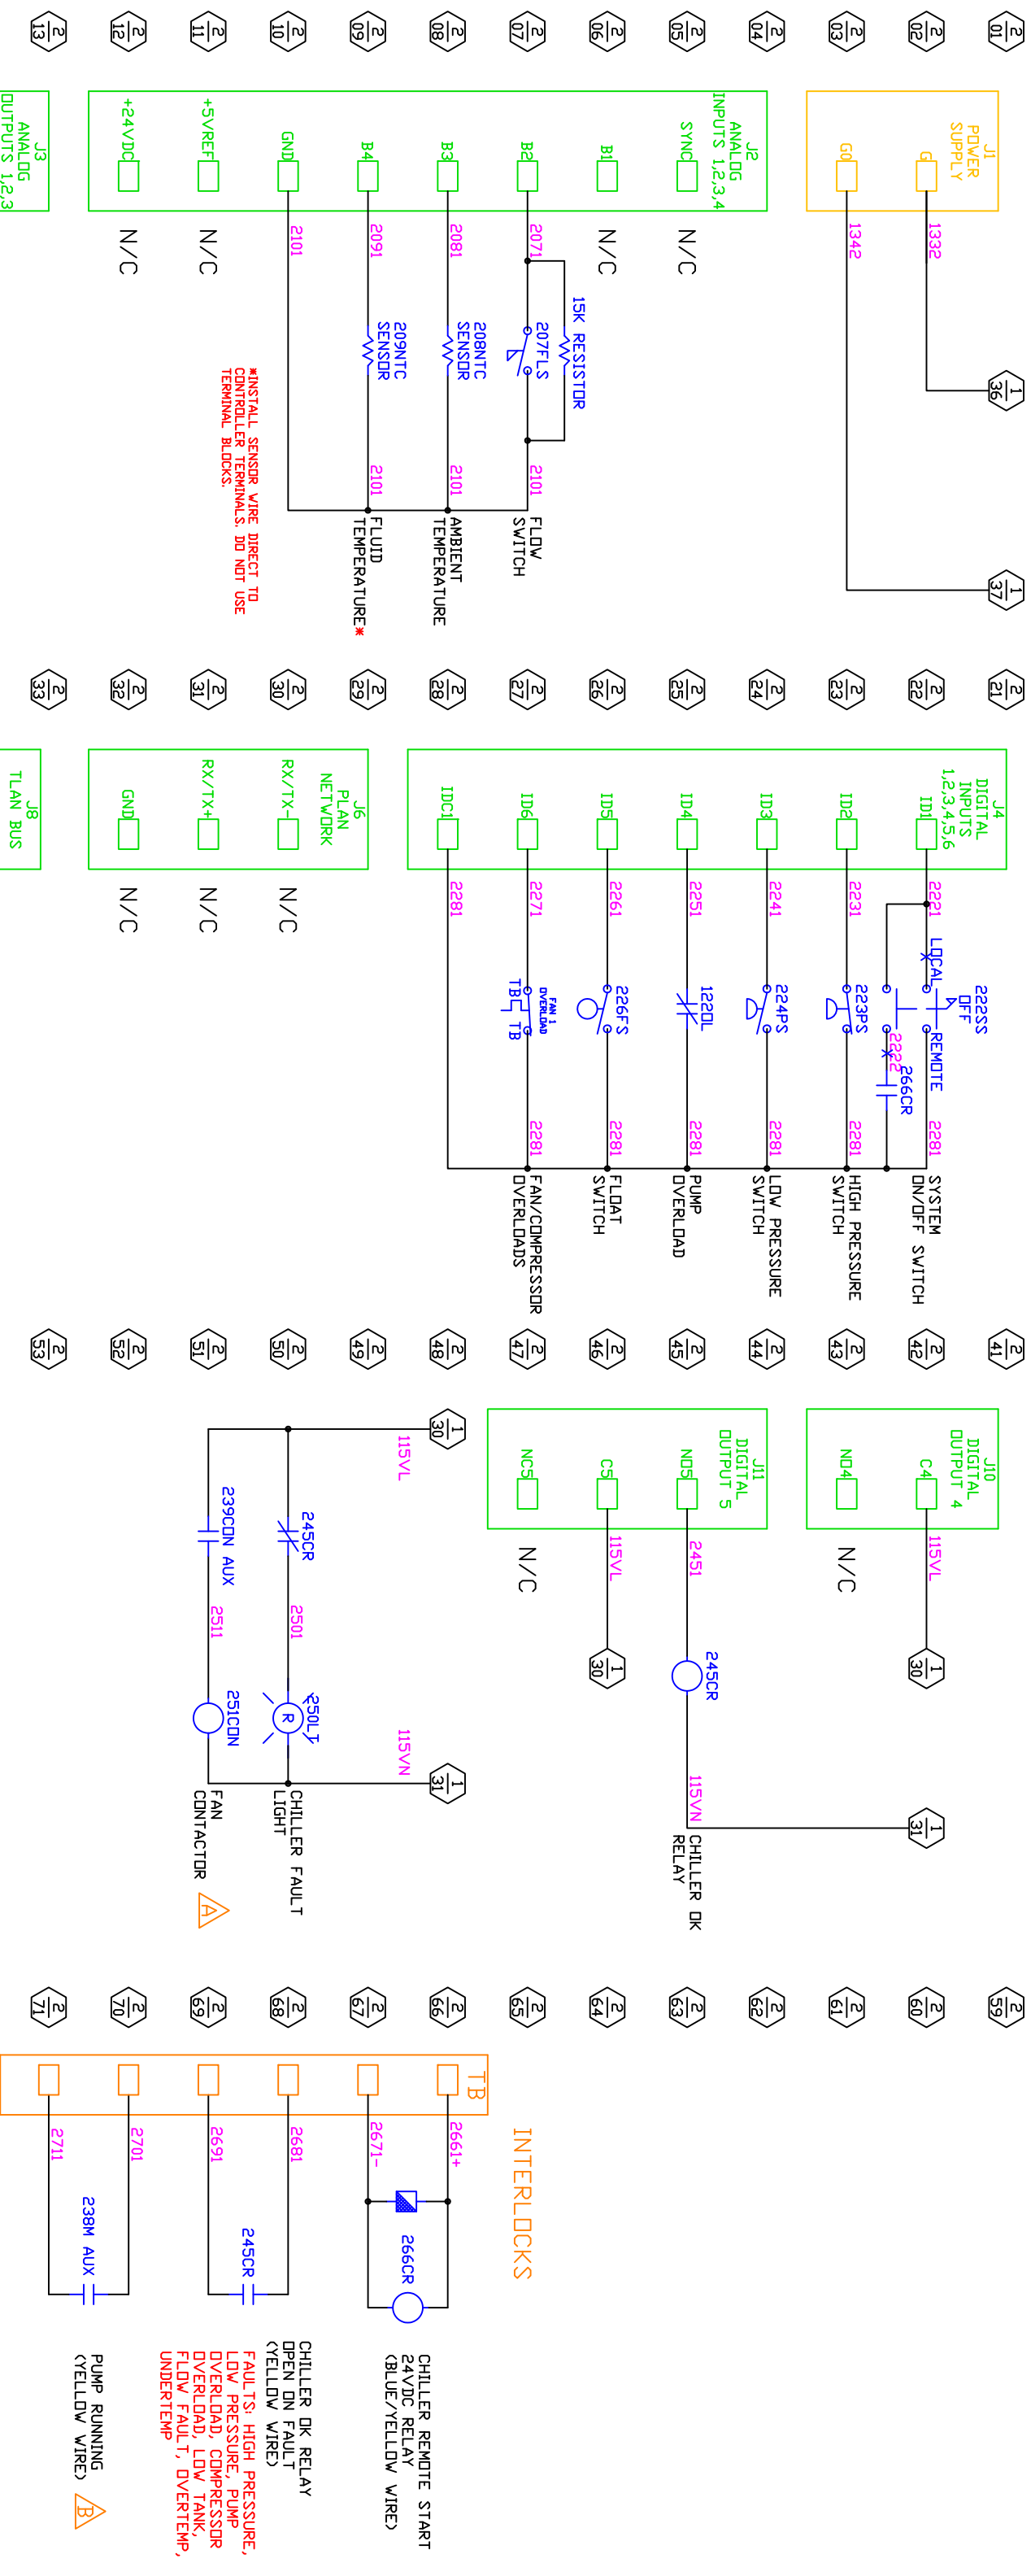 2
01
2
02
2
03
2
04
2
05
2
06
2
07
2
08
2
09
2
10
2
11
2
12
2
13
J1
POWER
SUPPLY
G
1332
1
36
G0
1342
1
37
J2
ANALOG
INPUTS 1,2,3,4
SYNC
N/C
B1
N/C
15K RESISTOR
B2
2071
207FLS
2101
FLOW
SWITCH
B3
2081
208NTC
SENSOR
2101
AMBIENT
TEMPERATURE
B4
2091
209NTC
SENSOR
2101
FLUID
TEMPERATURE*
GND
2101
*INSTALL SENSOR WIRE DIRECT TO
CONTROLLER TERMINALS. DO NOT USE
TERMINAL BLOCKS.
+5VREF
N/C
+24VDC
N/C
J3
ANALOG
OUTPUTS 1,2,3
2
21
2
22
2
23
2
24
2
25
2
26
2
27
2
28
2
29
2
30
2
31
2
32
2
33
J4
DIGITAL
INPUTS
1,2,3,4,5,6
222SS
OFF
LOCAL
REMOTE
ID1
2221
2281
SYSTEM
ON/OFF SWITCH
2222
266CR
ID2
2231
223PS
2281
HIGH PRESSURE
SWITCH
ID3
2241
224PS
2281
LOW PRESSURE
SWITCH
ID4
2251
122OL
2281
PUMP
OVERLOAD
ID5
2261
226FS
2281
FLOAT
SWITCH
ID6
2271
FAN 1
OVERLOAD
TB
TB
2281
FAN/COMPRESSOR
OVERLOADS
IDC1
2281
J6
PLAN
NETWORK
RX/TX-
N/C
RX/TX+
N/C
GND
N/C
J8
TLAN BUS
2
41
2
42
2
43
2
44
2
45
2
46
2
47
2
48
2
49
2
50
2
51
2
52
2
53
J10
DIGITAL
OUTPUT 4
C4
115VL
1
30
1
31
NO4
N/C
J11
DIGITAL
OUTPUT 5
NO5
2451
245CR
115VN
CHILLER OK
RELAY
C5
115VL
1
30
NC5
N/C
1
30
115VL
1
31
115VN
245CR
2501
250LT
R
CHILLER FAULT
LIGHT
239CON AUX
2511
251CON
FAN
CONTACTOR
A
2
59
2
60
2
61
2
62
2
63
2
64
2
65
2
66
2
67
2
68
2
69
2
70
2
71
INTERLOCKS
TB
2661+
266CR
2671-
CHILLER REMOTE START
24VDC RELAY
(BLUE/YELLOW WIRE)
2681
245CR
2691
CHILLER OK RELAY
OPEN ON FAULT
(YELLOW WIRE)
FAULTS: HIGH PRESSURE,
LOW PRESSURE, PUMP
OVERLOAD, COMPRESSOR
OVERLOAD, LOW TANK,
FLOW FAULT, OVERTEMP,
UNDERTEMP
2701
238M AUX
2711
PUMP RUNNING
(YELLOW WIRE)
B